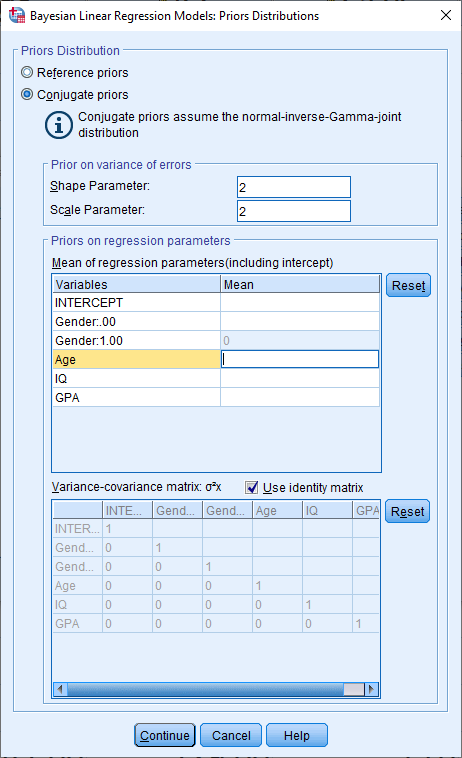 Bayesian Linear Regression Models: Priors Distributions
Priors Distribution
Reference priors
Conjugate priors
Conjugate priors assume the normal-inverse-Gamma-joint
distribution
Prior on variance of errors
Shape Parameter: 2
Scale Parameter: 2
Priors on regression parameters
Mean of regression parameters(including intercept)
Variables Mean
INTERCEPT
Gender:.00
Gender:1.00 0
Age
IQ
GPA
Reset
Variance-covariance matrix: σ²x Use identity matrix
INTE... Gend... Gend... Age IQ GPA
INTER... 1
Gend... 0 1
Gend... 0 0 1
Age 0 0 0 1
IQ 0 0 0 0 1
GPA 0 0 0 0 0 1
Reset
Continue Cancel Help